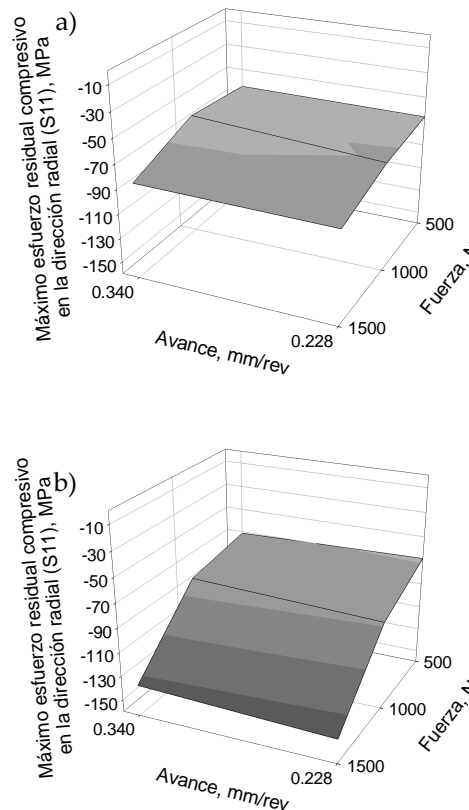 a)
Máximo esfuerzo residual compresivo
en la dirección radial (S11), MPa
-10
-30
-50
-70
-90
-110
-130
-150
0.340
0.228
Avance, mm/rev
500
1000
1500
Fuerza,
b)
Máximo esfuerzo residual compresivo
en la dirección radial (S11), MPa
-10
-30
-50
-70
-90
-110
-130
-150
0.340
0.228
Avance, mm/rev
500
1000
1500
Fuerza,